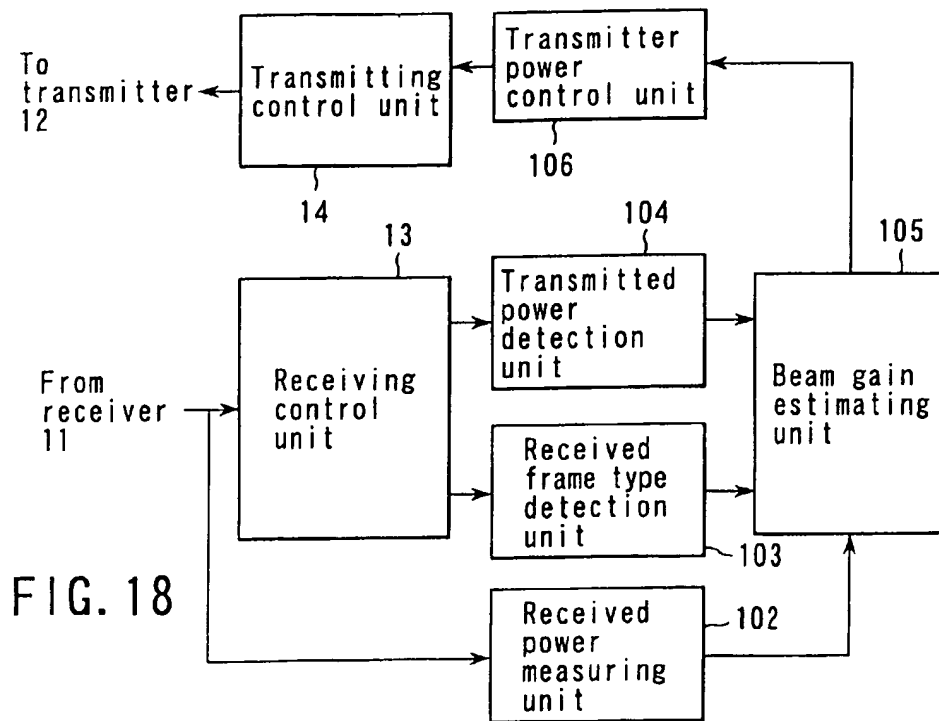 To
transmitter
12
Transmitting
control unit
14
Transmitter
power
control unit
106
13
104
105
From
receiver
11
Receiving
control
unit
Transmitted
power
detection
unit
Beam gain
estimating
unit
Received
frame type
detection
unit
103
FIG. 18
Received
power
measuring
unit
102